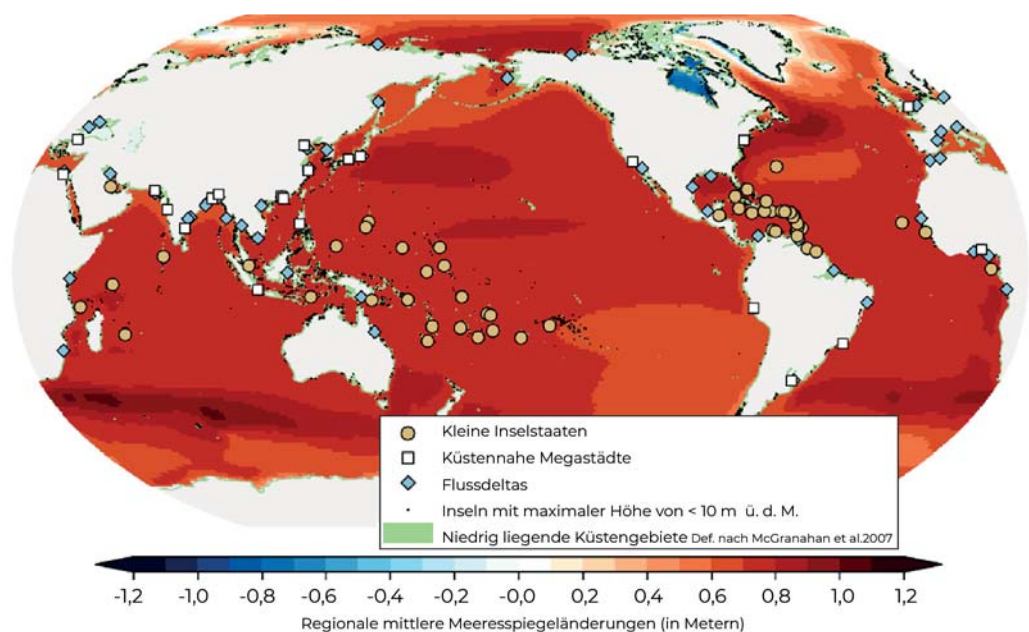 Kleine Inselstaaten
Küstennahe Megastädte
Flussdeltas
Inseln mit maximaler Höhe von < 10 m ü. d. M.
Niedrig liegende Küstengebiete Def. nach McGranahan et al.2007
-1,2 -1,0 -0,8 -0,6 -0,4 -0,2 -0,0 0,2 0,4 0,6 0,8 1,0 1,2
Regionale mittlere Meeresspiegeländerungen (in Metern)